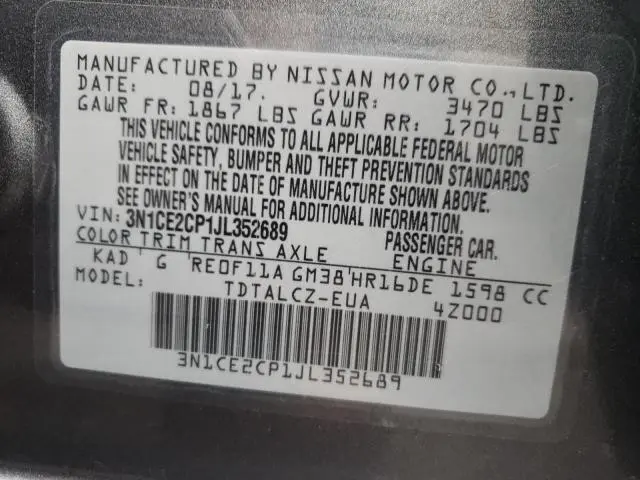 MANUFACTURED BY NISSAN MOTOR CO., LTD.
DATE: 08/17. GVWR: 3470 LBS
GAWR FR: 1867 LBS GAWR RR: 1704 LBS
THIS VEHICLE CONFORMS TO ALL APPLICABLE FEDERAL MOTOR
VEHICLE SAFETY, BUMPER AND THEFT PREVENTION STANDARDS
IN EFFECT ON THE DATE OF MANUFACTURE SHOWN ABOVE.
SEE OWNER'S MANUAL FOR ADDITIONAL INFORMATION.
VIN: 3N1CE2CP1JL352689 PASSENGER CAR.
COLOR TRIM TRANS AXLE ENGINE
KAD G RE0F11A GM38 HR16DE 1598 CC
MODEL: TDTALCZ-EUA 4Z000
3N1CE2CP1JL352689